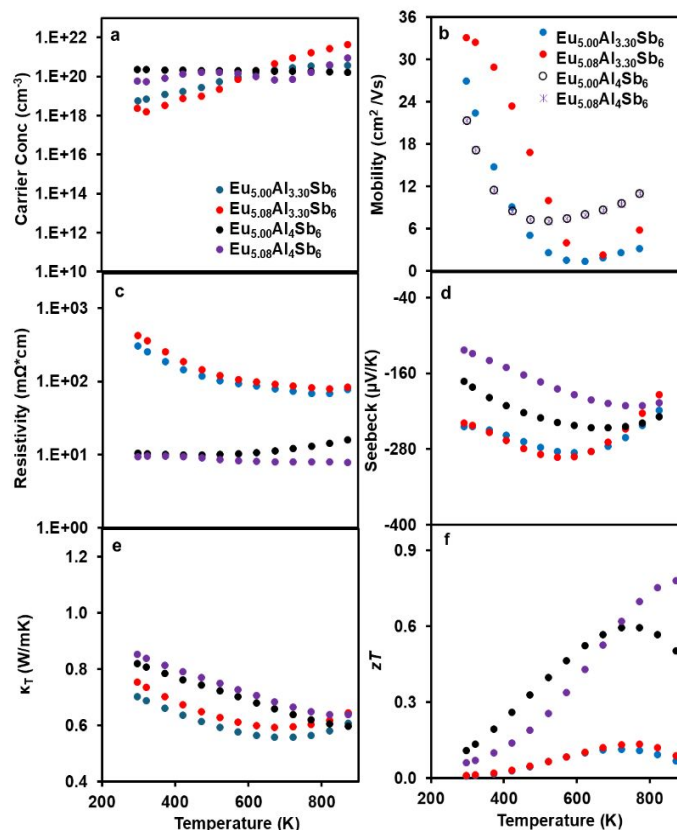 a
1.E+22
1.E+20
1.E+18
1.E+16
1.E+14
1.E+12
1.E+10
Carrier Conc (cm⁻³)
Eu₅.₀₀Al₃.₃₀Sb₆
Eu₅.₀₈Al₃.₃₀Sb₆
Eu₅.₀₀Al₄Sb₆
Eu₅.₀₈Al₄Sb₆
b
36
27
18
9
0
Mobility (cm² /Vs)
Eu₅.₀₀Al₃.₃₀Sb₆
Eu₅.₀₈Al₃.₃₀Sb₆
Eu₅.₀₀Al₄Sb₆
Eu₅.₀₈Al₄Sb₆
c
1.E+03
1.E+02
1.E+01
1.E+00
Resistivity (mΩ*cm)
d
-40
-160
-280
-400
Seebeck (µV/K)
e
1.2
1.0
0.8
0.6
0.4
κT (W/mK)
200 400 600 800
Temperature (K)
f
0.9
0.6
0.3
0.0
zT
200 400 600 800
Temperature (K)